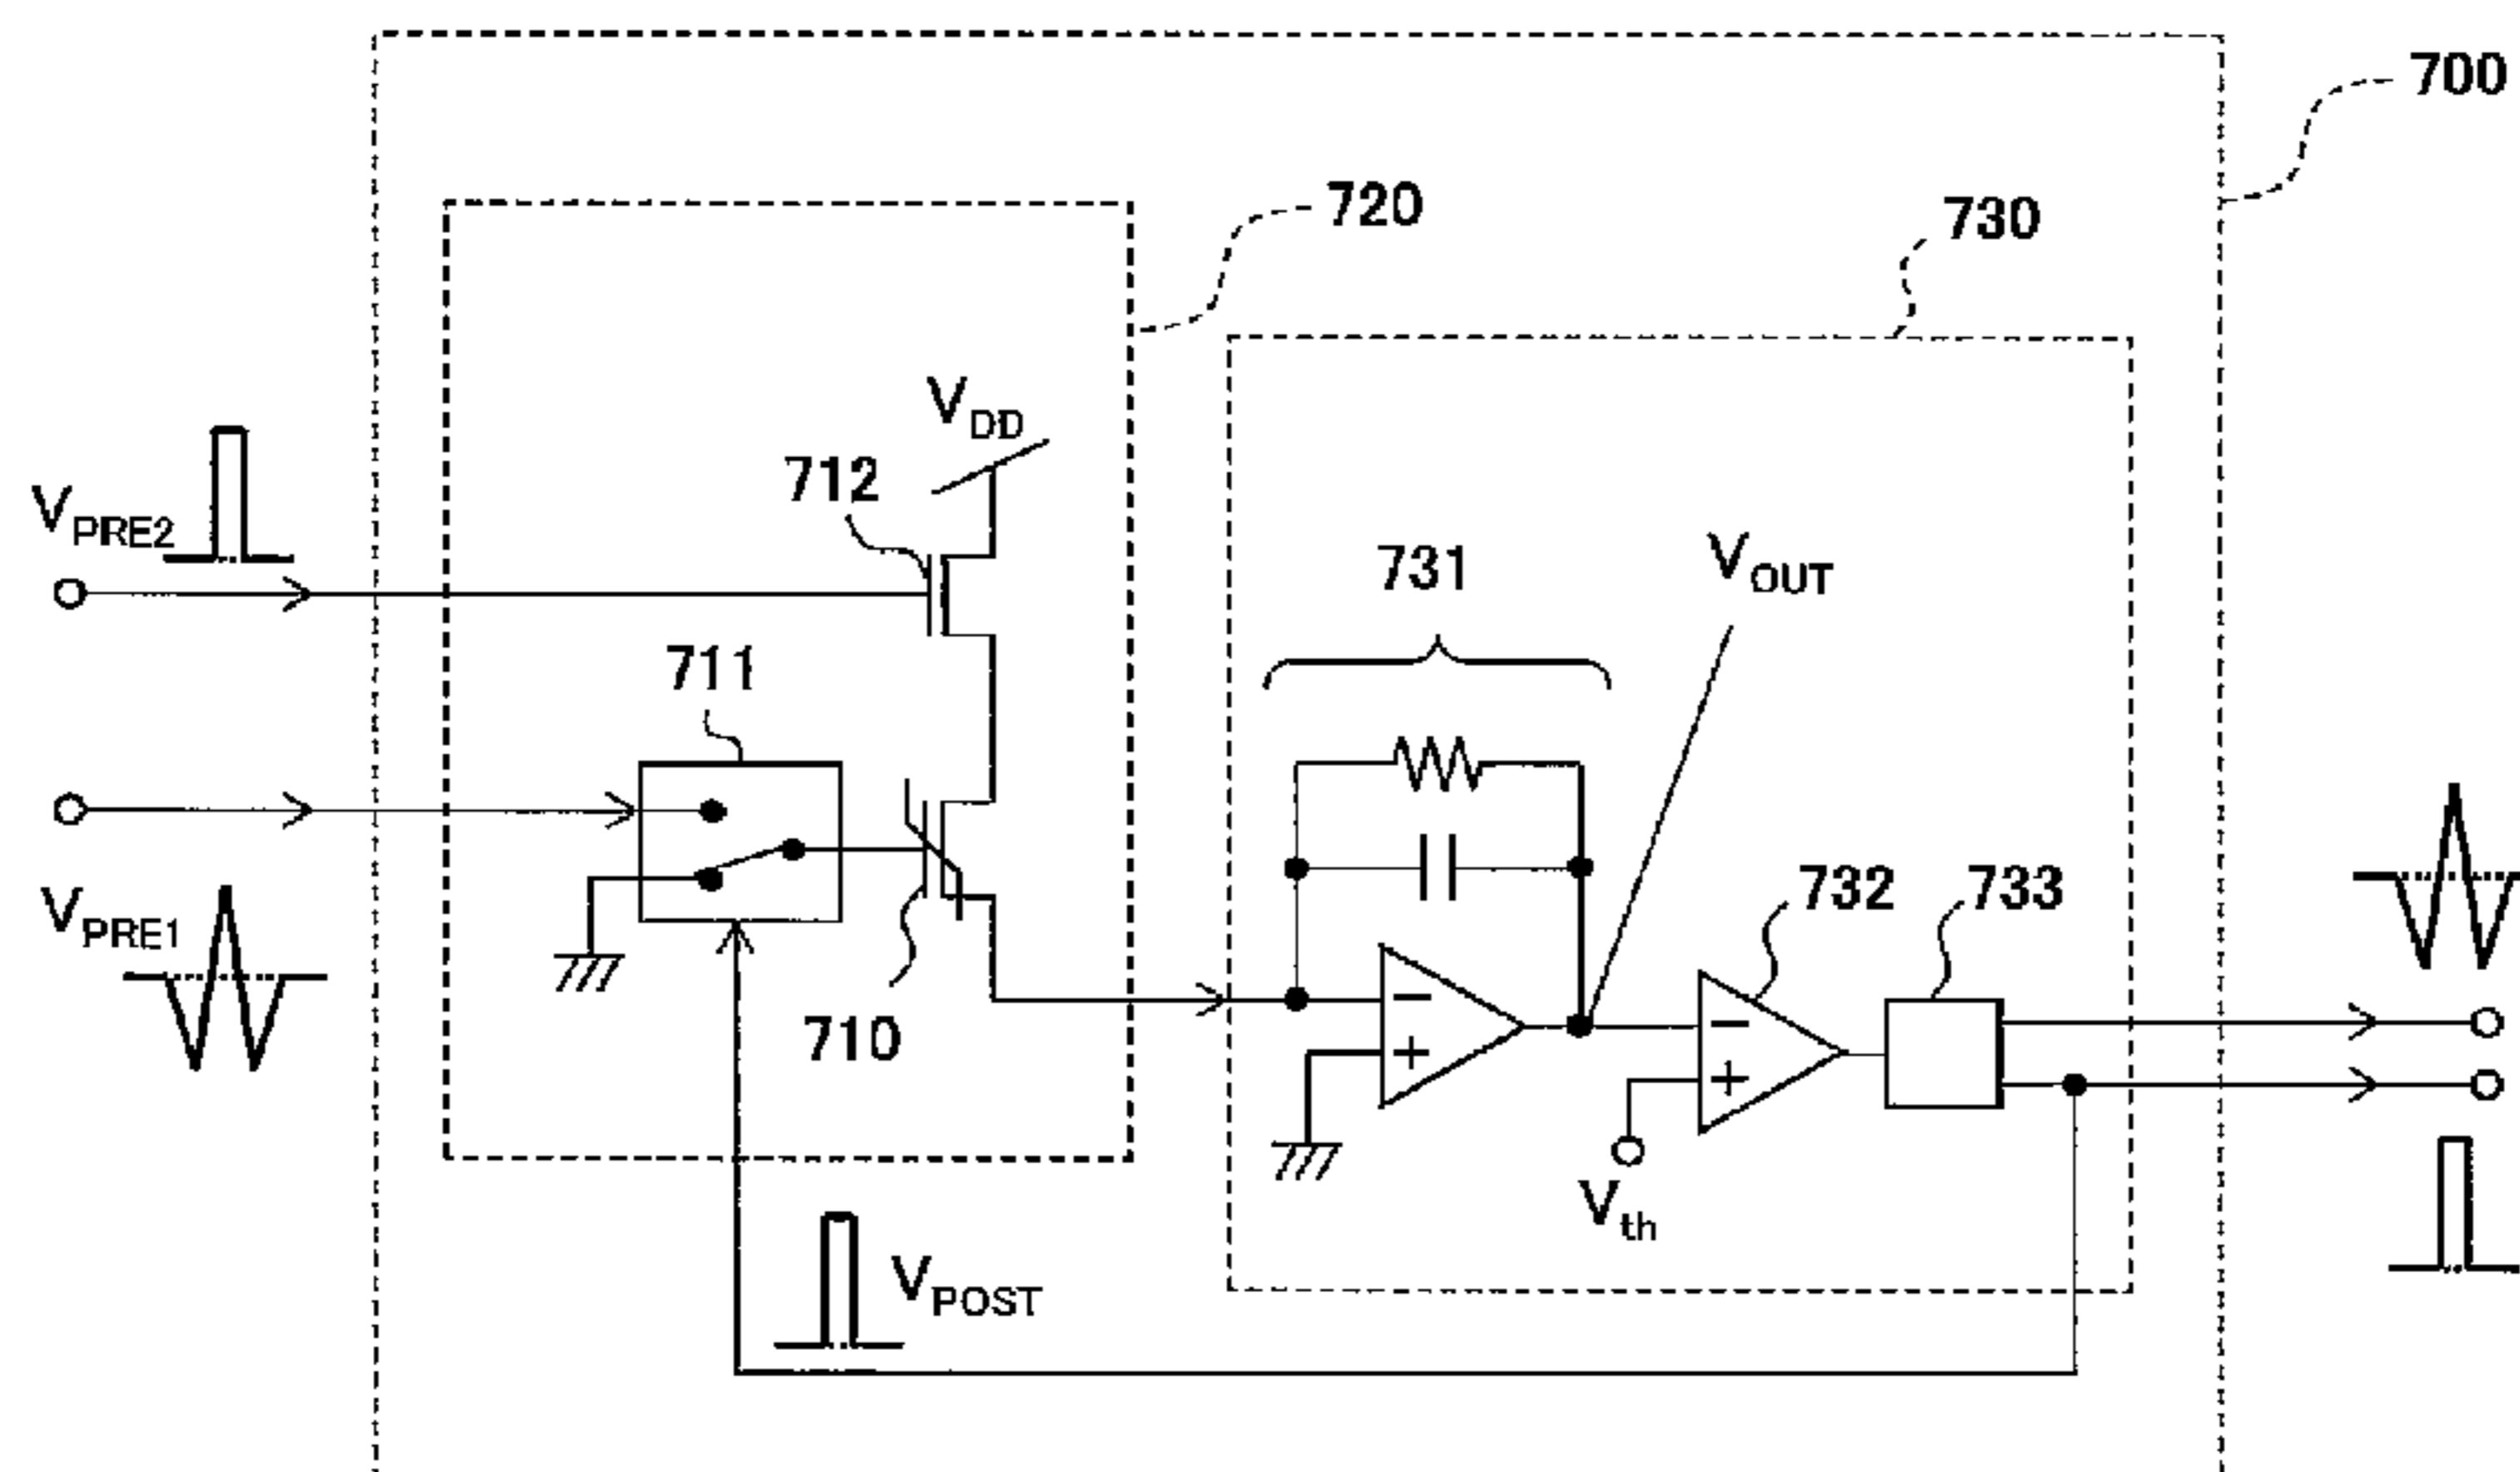 700
720
730
VDD
712
VPRE2
731
VOUT
711
732
733
VPRE1
710
−
+
−
+
Vth
VPOST